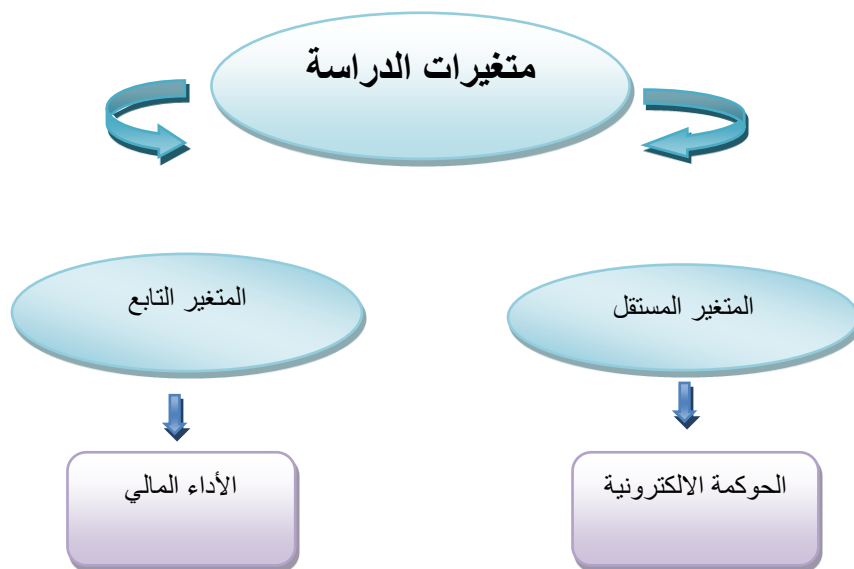 متغيرات الدراسة
المتغير المستقل
المتغير التابع
الحوكمة الالكترونية
الأداء المالي